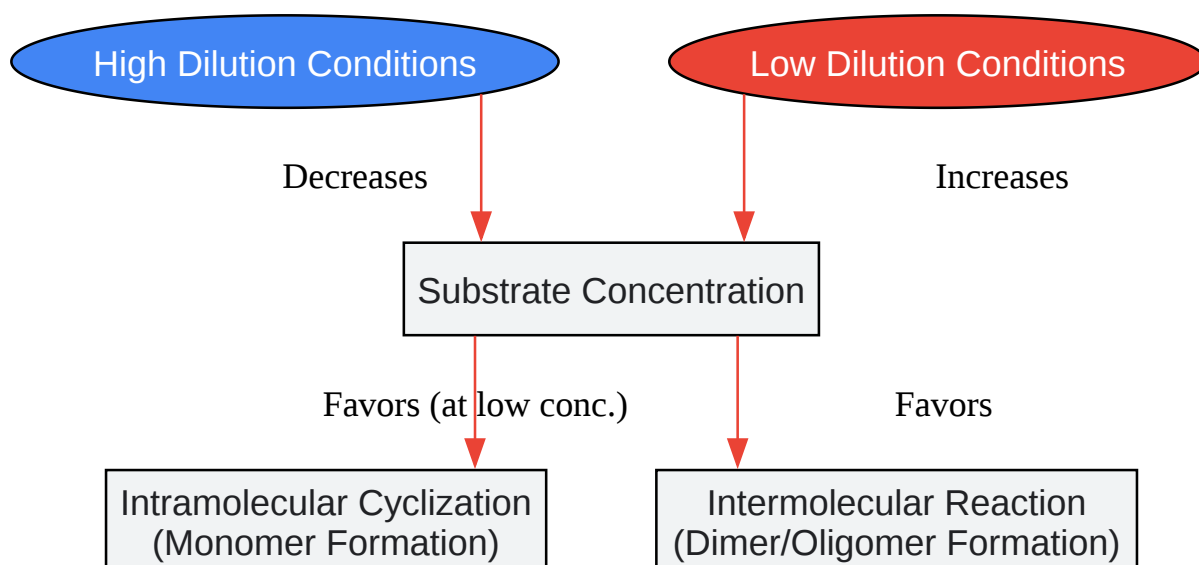 High Dilution Conditions
Low Dilution Conditions
Decreases
Increases
Substrate Concentration
Favors (at low conc.)
Favors
Intramolecular Cyclization
(Monomer Formation)
Intermolecular Reaction
(Dimer/Oligomer Formation)